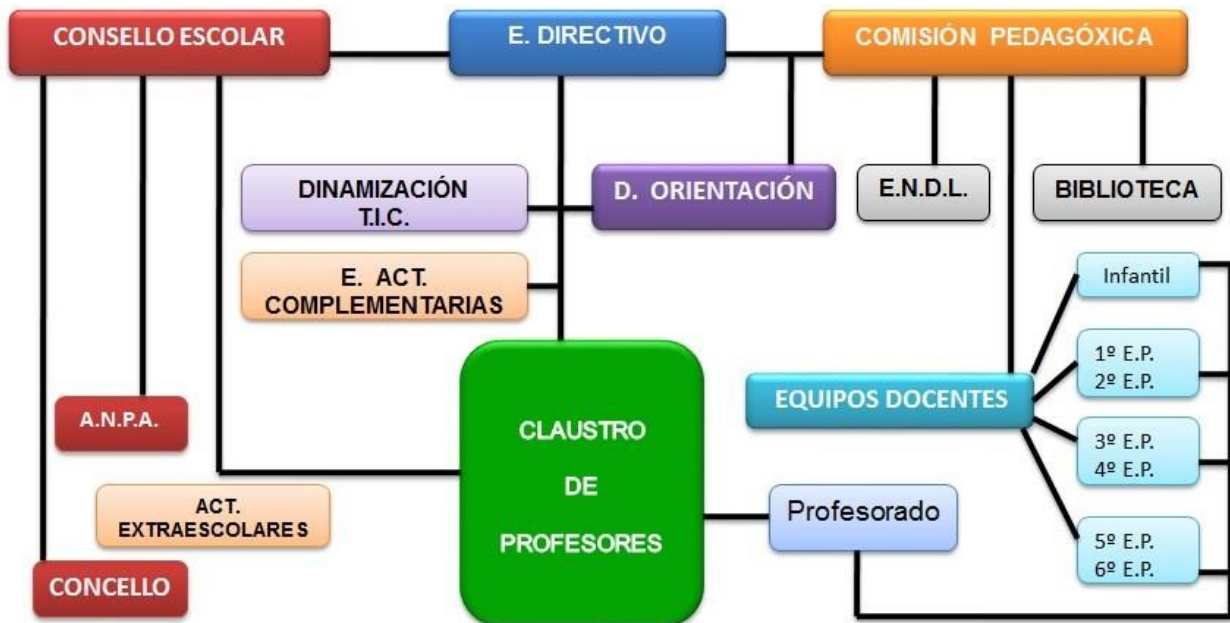 CONSELLO ESCOLAR
E. DIRECTIVO
COMISIÓN PEDAGÓXICA
DINAMIZACIÓN
T.I.C.
D. ORIENTACIÓN
E.N.D.L.
BIBLIOTECA
E. ACT.
COMPLEMENTARIAS
Infantil
1º E.P.
2º E.P.
A.N.P.A.
EQUIPOS DOCENTES
CLAUSTRO
DE
PROFESORES
3º E.P.
4º E.P.
ACT.
EXTRAESCOLARES
Profesorado
5º E.P.
6º E.P.
CONCELLO